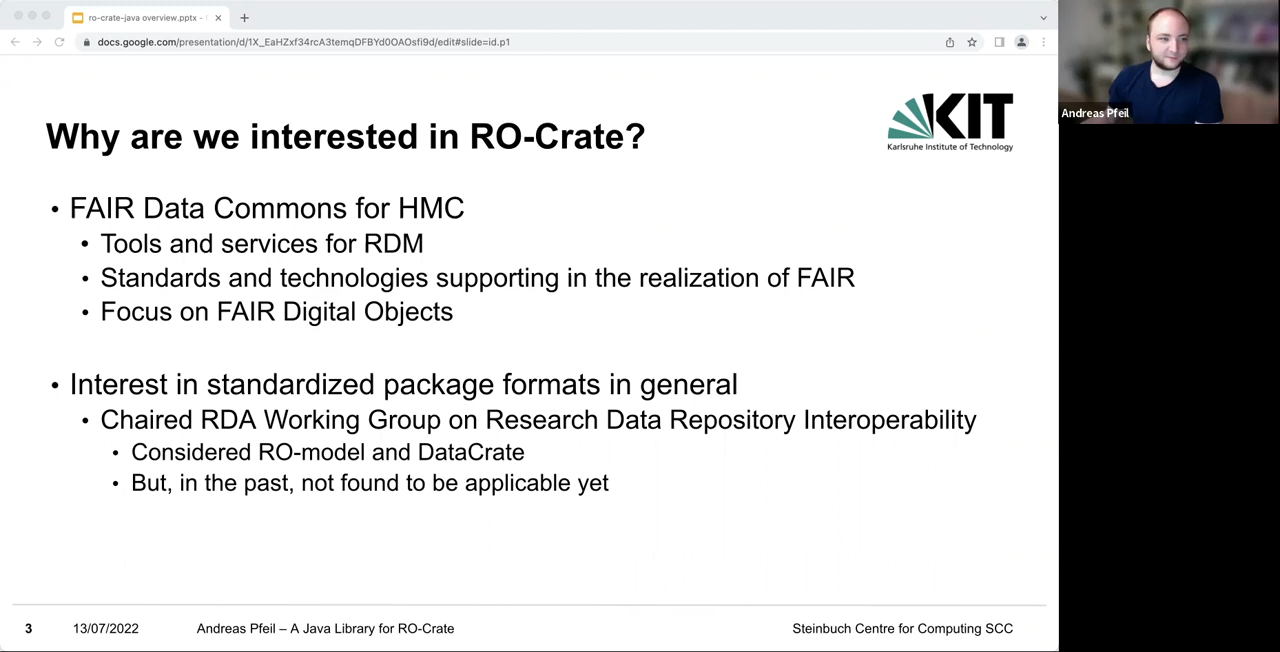 ro-crate-java overview.pptx -
docs.google.com/presentation/d/1X_EaHZxf34rcA3temqDFBYd0OAOsfi9d/edit#slide=id.p1
Andreas Pfeil
Why are we interested in RO-Crate?
KIT
Karlsruhe Institute of Technology
• FAIR Data Commons for HMC
• Tools and services for RDM
• Standards and technologies supporting in the realization of FAIR
• Focus on FAIR Digital Objects
• Interest in standardized package formats in general
• Chaired RDA Working Group on Research Data Repository Interoperability
• Considered RO-model and DataCrate
• But, in the past, not found to be applicable yet
3 13/07/2022 Andreas Pfeil – A Java Library for RO-Crate Steinbuch Centre for Computing SCC